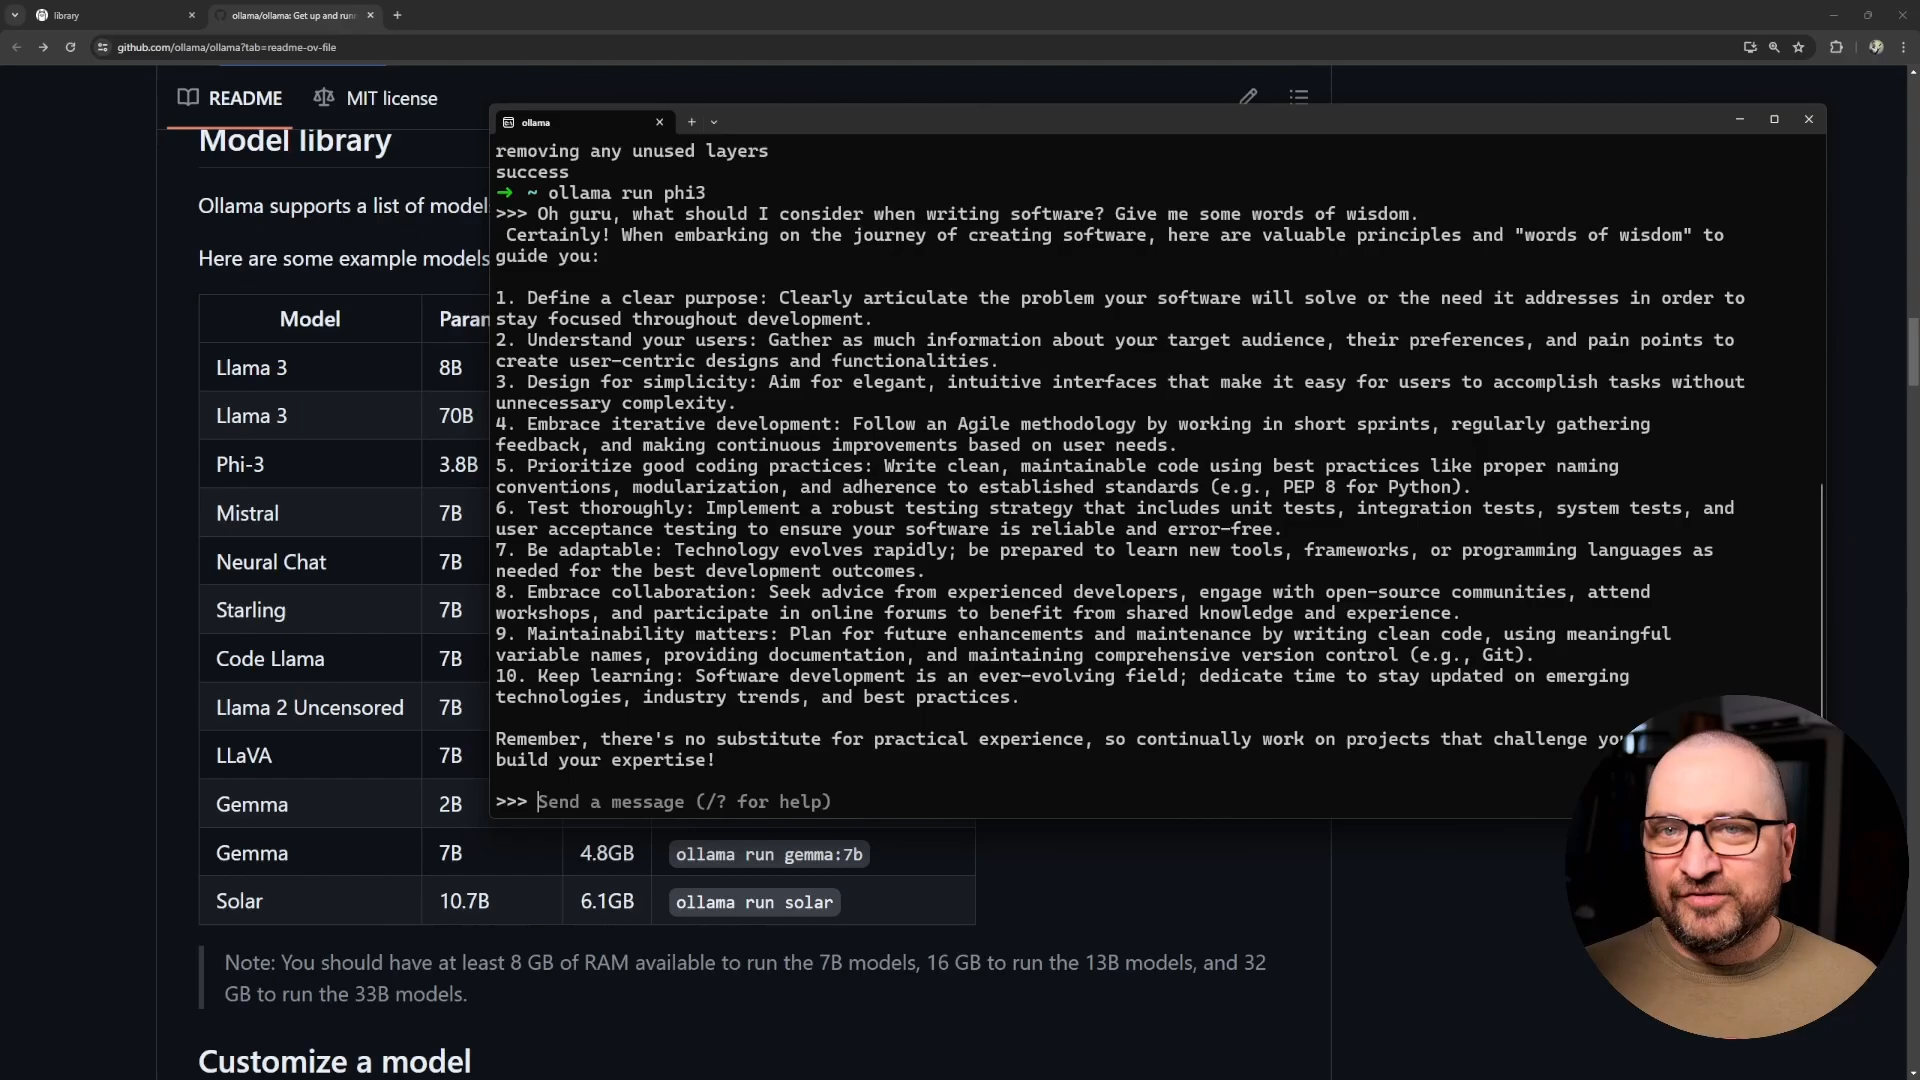 library
ollama/ollama: Get up and run
github.com/ollama/ollama?tab=readme-ov-file
README
MIT license
Model library
Ollama supports a list of model
Here are some example models
Model Param
Llama 3 8B
Llama 3 70B
Phi-3 3.8B
Mistral 7B
Neural Chat 7B
Starling 7B
Code Llama 7B
Llama 2 Uncensored 7B
LLaVA 7B
Gemma 2B
Gemma 7B 4.8GB ollama run gemma:7b
Solar 10.7B 6.1GB ollama run solar
Note: You should have at least 8 GB of RAM available to run the 7B models, 16 GB to run the 13B models, and 32
GB to run the 33B models.
Customize a model
ollama
removing any unused layers
success
➜ ~ ollama run phi3
>>> Oh guru, what should I consider when writing software? Give me some words of wisdom.
Certainly! When embarking on the journey of creating software, here are valuable principles and "words of wisdom" to
guide you:
1. Define a clear purpose: Clearly articulate the problem your software will solve or the need it addresses in order to
stay focused throughout development.
2. Understand your users: Gather as much information about your target audience, their preferences, and pain points to
create user-centric designs and functionalities.
3. Design for simplicity: Aim for elegant, intuitive interfaces that make it easy for users to accomplish tasks without
unnecessary complexity.
4. Embrace iterative development: Follow an Agile methodology by working in short sprints, regularly gathering
feedback, and making continuous improvements based on user needs.
5. Prioritize good coding practices: Write clean, maintainable code using best practices like proper naming
conventions, modularization, and adherence to established standards (e.g., PEP 8 for Python).
6. Test thoroughly: Implement a robust testing strategy that includes unit tests, integration tests, system tests, and
user acceptance testing to ensure your software is reliable and error-free.
7. Be adaptable: Technology evolves rapidly; be prepared to learn new tools, frameworks, or programming languages as
needed for the best development outcomes.
8. Embrace collaboration: Seek advice from experienced developers, engage with open-source communities, attend
workshops, and participate in online forums to benefit from shared knowledge and experience.
9. Maintainability matters: Plan for future enhancements and maintenance by writing clean code, using meaningful
variable names, providing documentation, and maintaining comprehensive version control (e.g., Git).
10. Keep learning: Software development is an ever-evolving field; dedicate time to stay updated on emerging
technologies, industry trends, and best practices.
Remember, there's no substitute for practical experience, so continually work on projects that challenge yo
build your expertise!
>>> Send a message (/? for help)